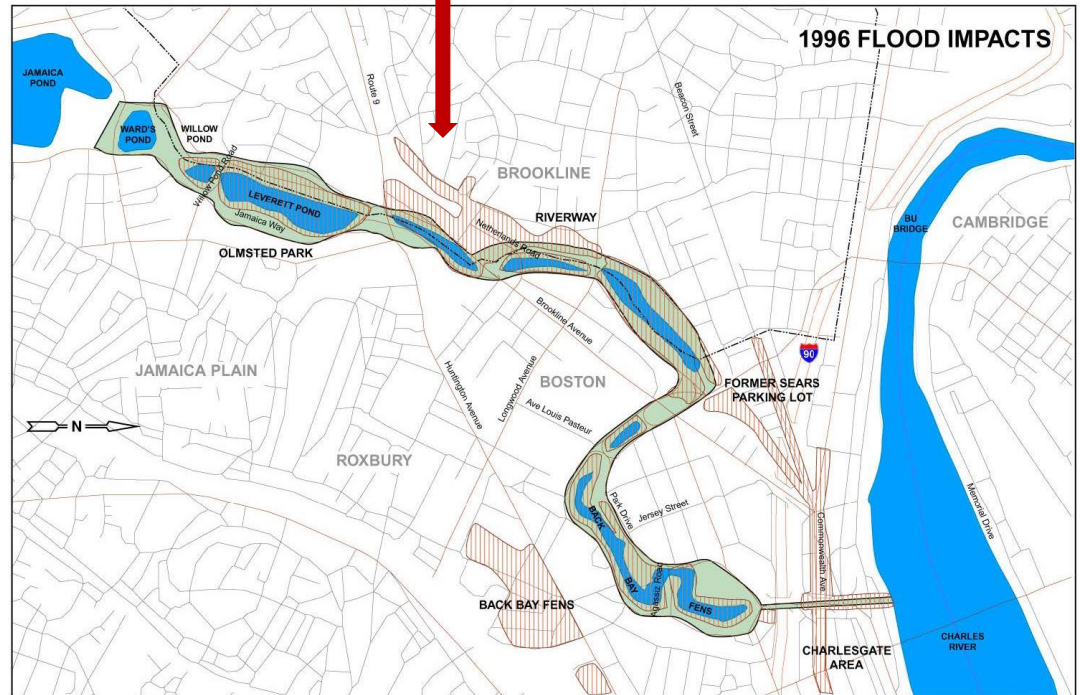 1996 FLOOD IMPACTS
JAMAICA
POND
Route 9
Beacon Street
WARD'S
POND
WILLOW
POND
Willow Pond Road
BROOKLINE
LEVERETT POND
RIVERWAY
Netherlands Road
BU
BRIDGE
CAMBRIDGE
Jamaica Way
OLMSTED PARK
Brookline Avenue
90
JAMAICA PLAIN
Huntington Avenue
Longwood Avenue
BOSTON
FORMER SEARS
PARKING LOT
Ave Louis Pasteur
N
ROXBURY
Park Drive
Jersey Street
Memorial Drive
Commonwealth Ave.
BACK
BAY
FENS
Agassiz Road
BACK BAY FENS
CHARLESGATE
AREA
CHARLES
RIVER